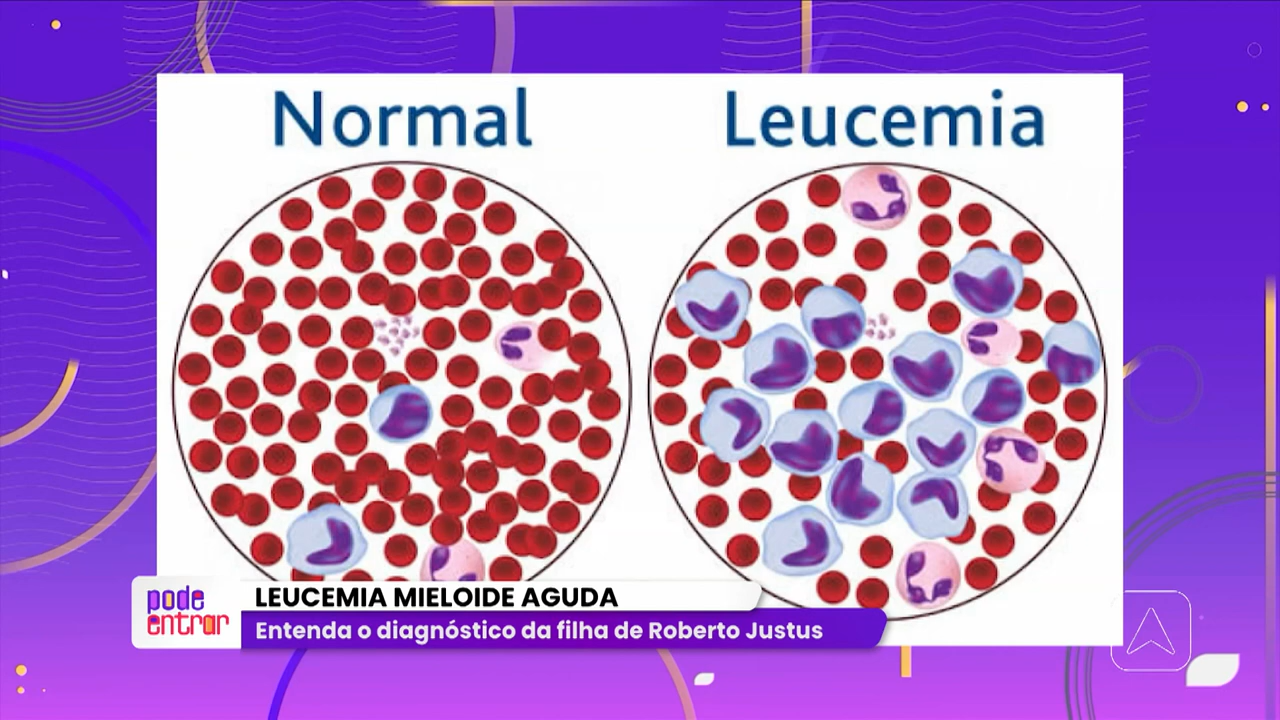 Normal
Leucemia
pode
entrar
LEUCEMIA MIELOIDE AGUDA
Entenda o diagnóstico da filha de Roberto Justus